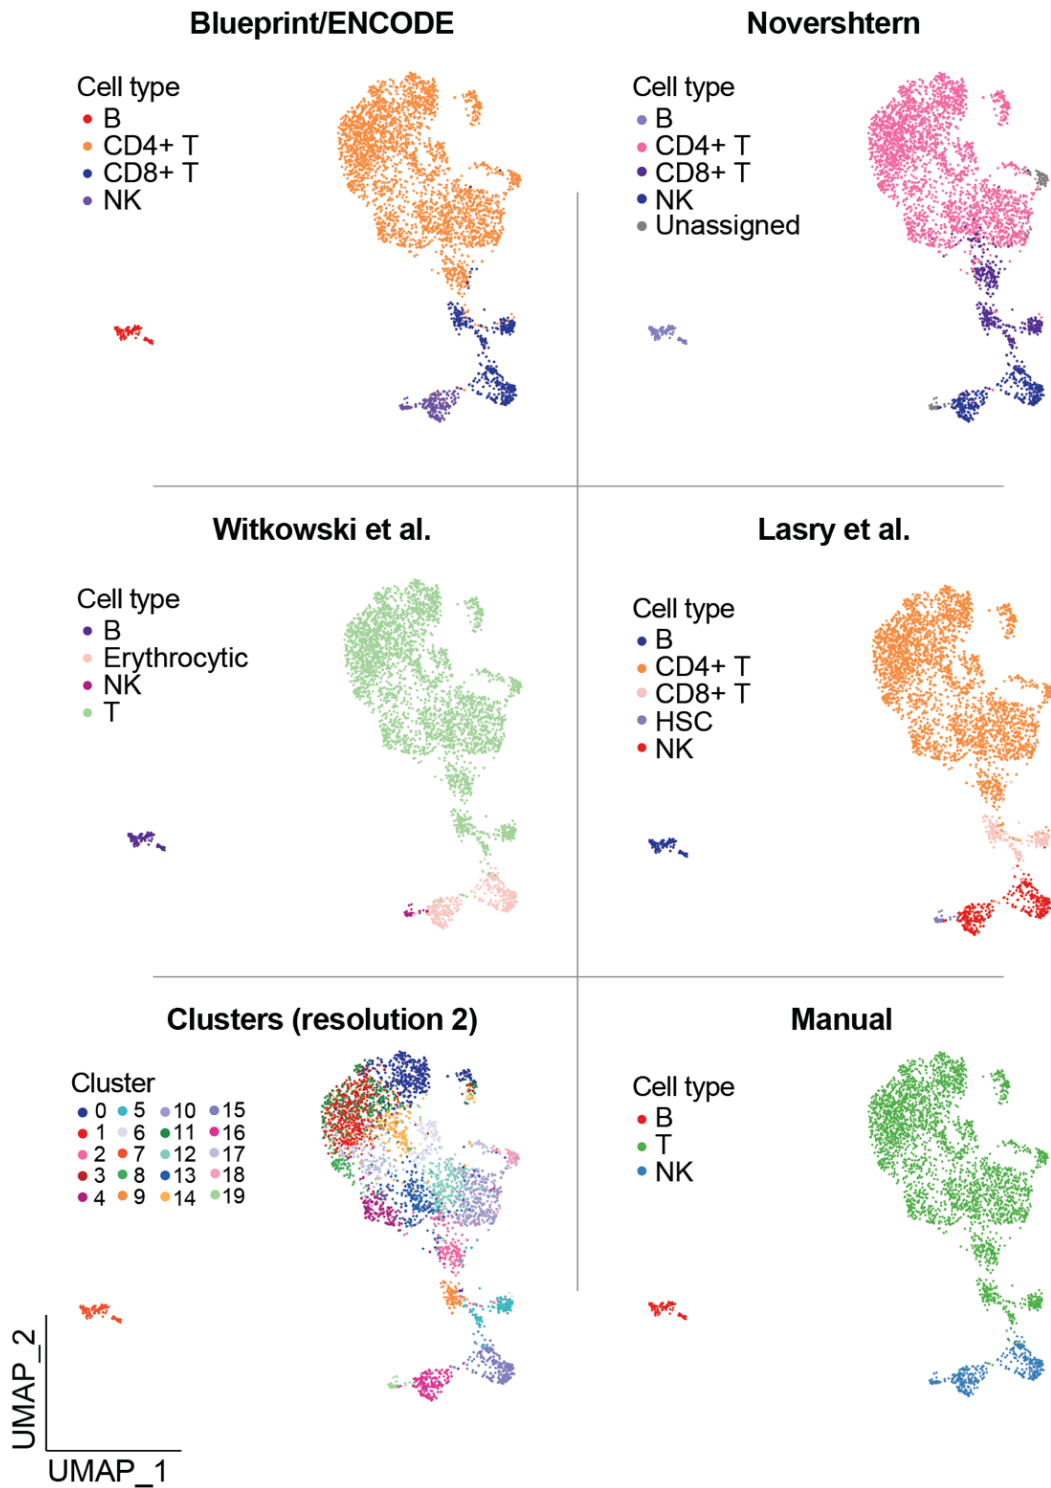 Blueprint/ENCODE
Cell type
B
CD4+ T
CD8+ T
NK
Novershtern
Cell type
B
CD4+ T
CD8+ T
NK
Unassigned
Witkowski et al.
Cell type
B
Erythrocytic
NK
T
Lasry et al.
Cell type
B
CD4+ T
CD8+ T
HSC
NK
Clusters (resolution 2)
Cluster
0 5 10 15
1 6 11 16
2 7 12 17
3 8 13 18
4 9 14 19
UMAP_2
UMAP_1
Manual
Cell type
B
T
NK